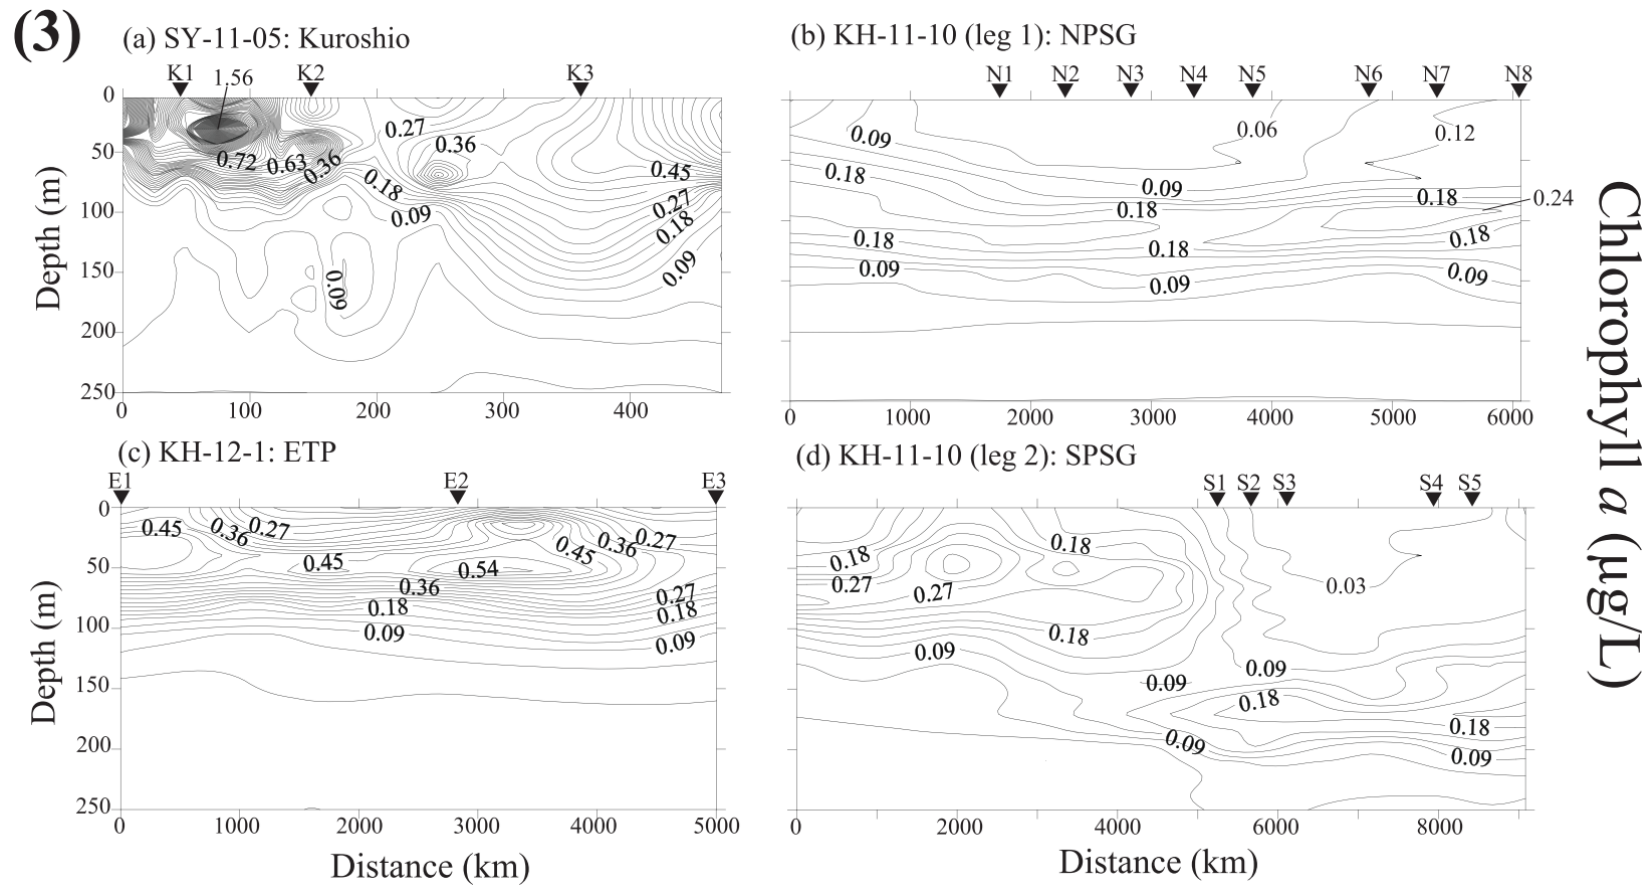 (3)
(a) SY-11-05: Kuroshio
K1 1.56 K2 K3
0
50
100
150
200
250
Depth (m)
0.27
0.36
0.72 0.63 0.36
0.45
0.18
0.27
0.09
0.18
0.09
0.09
0 100 200 300 400
(b) KH-11-10 (leg 1): NPSG
N1 N2 N3 N4 N5 N6 N7 N8
0.06 0.12
0.09
0.18
0.09
0.18 0.18 0.24
0.18 0.18 0.18
0.09 0.09 0.09
0 1000 2000 3000 4000 5000 6000
(c) KH-12-1: ETP
E1 E2 E3
0
50
100
150
200
250
Depth (m)
0.45 0.36 0.27
0.45 0.36 0.27
0.45 0.54
0.36
0.27
0.18 0.18
0.09 0.09
0 1000 2000 3000 4000 5000
Distance (km)
(d) KH-11-10 (leg 2): SPSG
S1 S2 S3 S4 S5
0.18 0.18
0.27 0.27 0.03
0.18
0.09 0.09
0.09
0.18
0.18
0.09 0.09
0 2000 4000 6000 8000
Distance (km)
Chlorophyll a (µg/L)